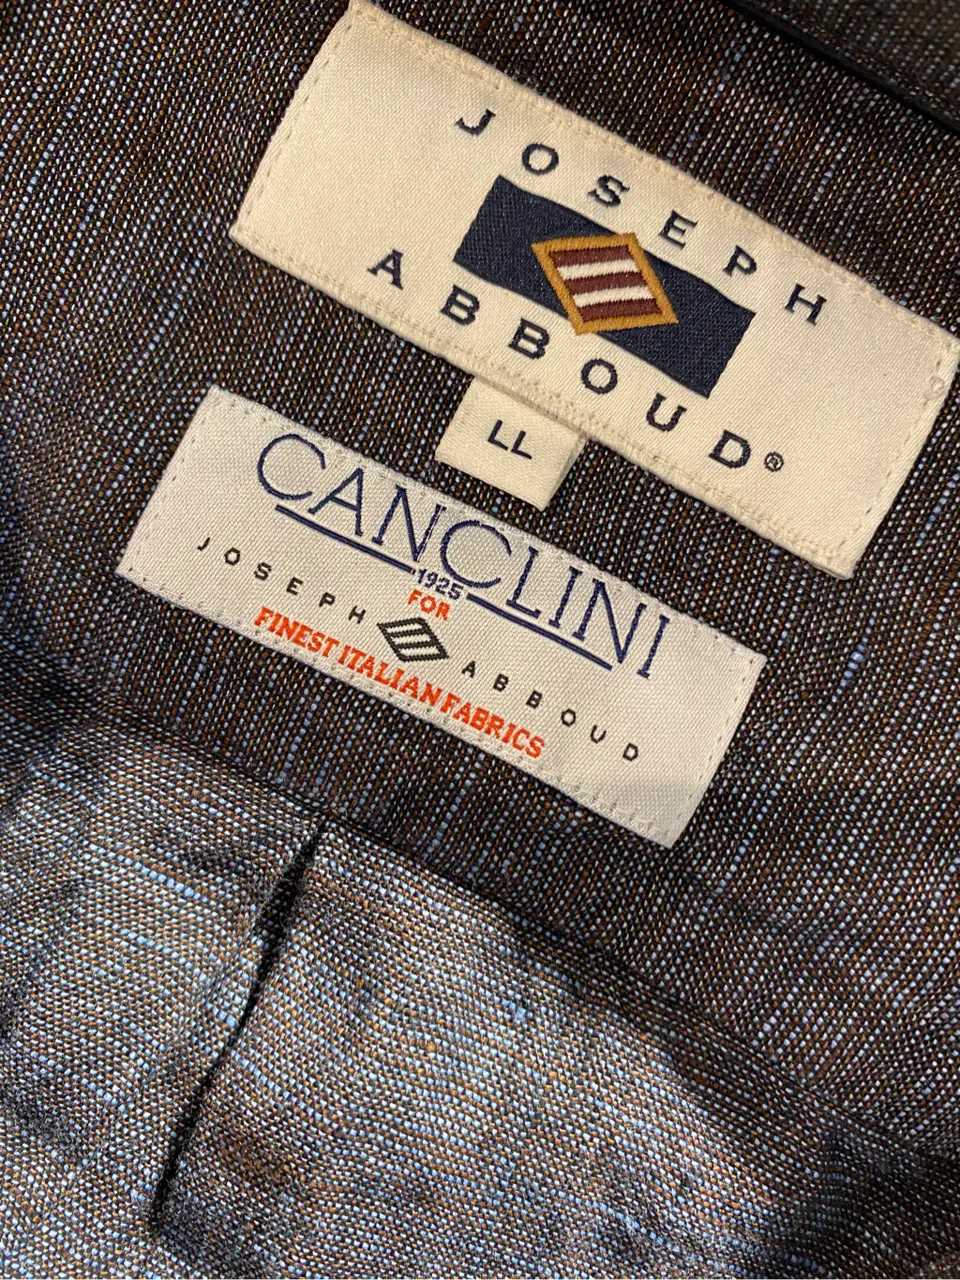 JOSEPH
ABBOUD®
LL
CANCLINI
1925
FOR
JOSEPH ABBOUD
FINEST ITALIAN FABRICS